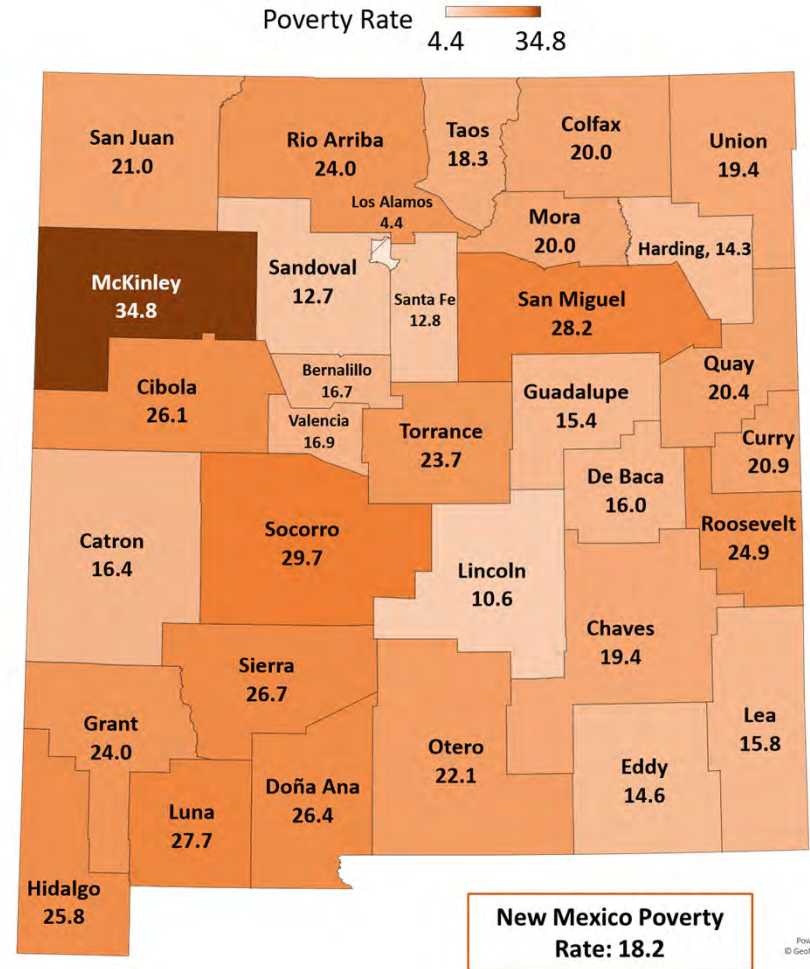 Poverty Rate
4.4 34.8
San Juan
21.0
Rio Arriba
24.0
Taos
18.3
Colfax
20.0
Union
19.4
Los Alamos
4.4
Mora
20.0
Harding, 14.3
McKinley
34.8
Sandoval
12.7
Santa Fe
12.8
San Miguel
28.2
Quay
20.4
Cibola
26.1
Bernalillo
16.7
Valencia
16.9
Torrance
23.7
Guadalupe
15.4
Curry
20.9
De Baca
16.0
Roosevelt
24.9
Catron
16.4
Socorro
29.7
Lincoln
10.6
Chaves
19.4
Sierra
26.7
Grant
24.0
Lea
15.8
Otero
22.1
Eddy
14.6
Doña Ana
26.4
Luna
27.7
Hidalgo
25.8
New Mexico Poverty
Rate: 18.2